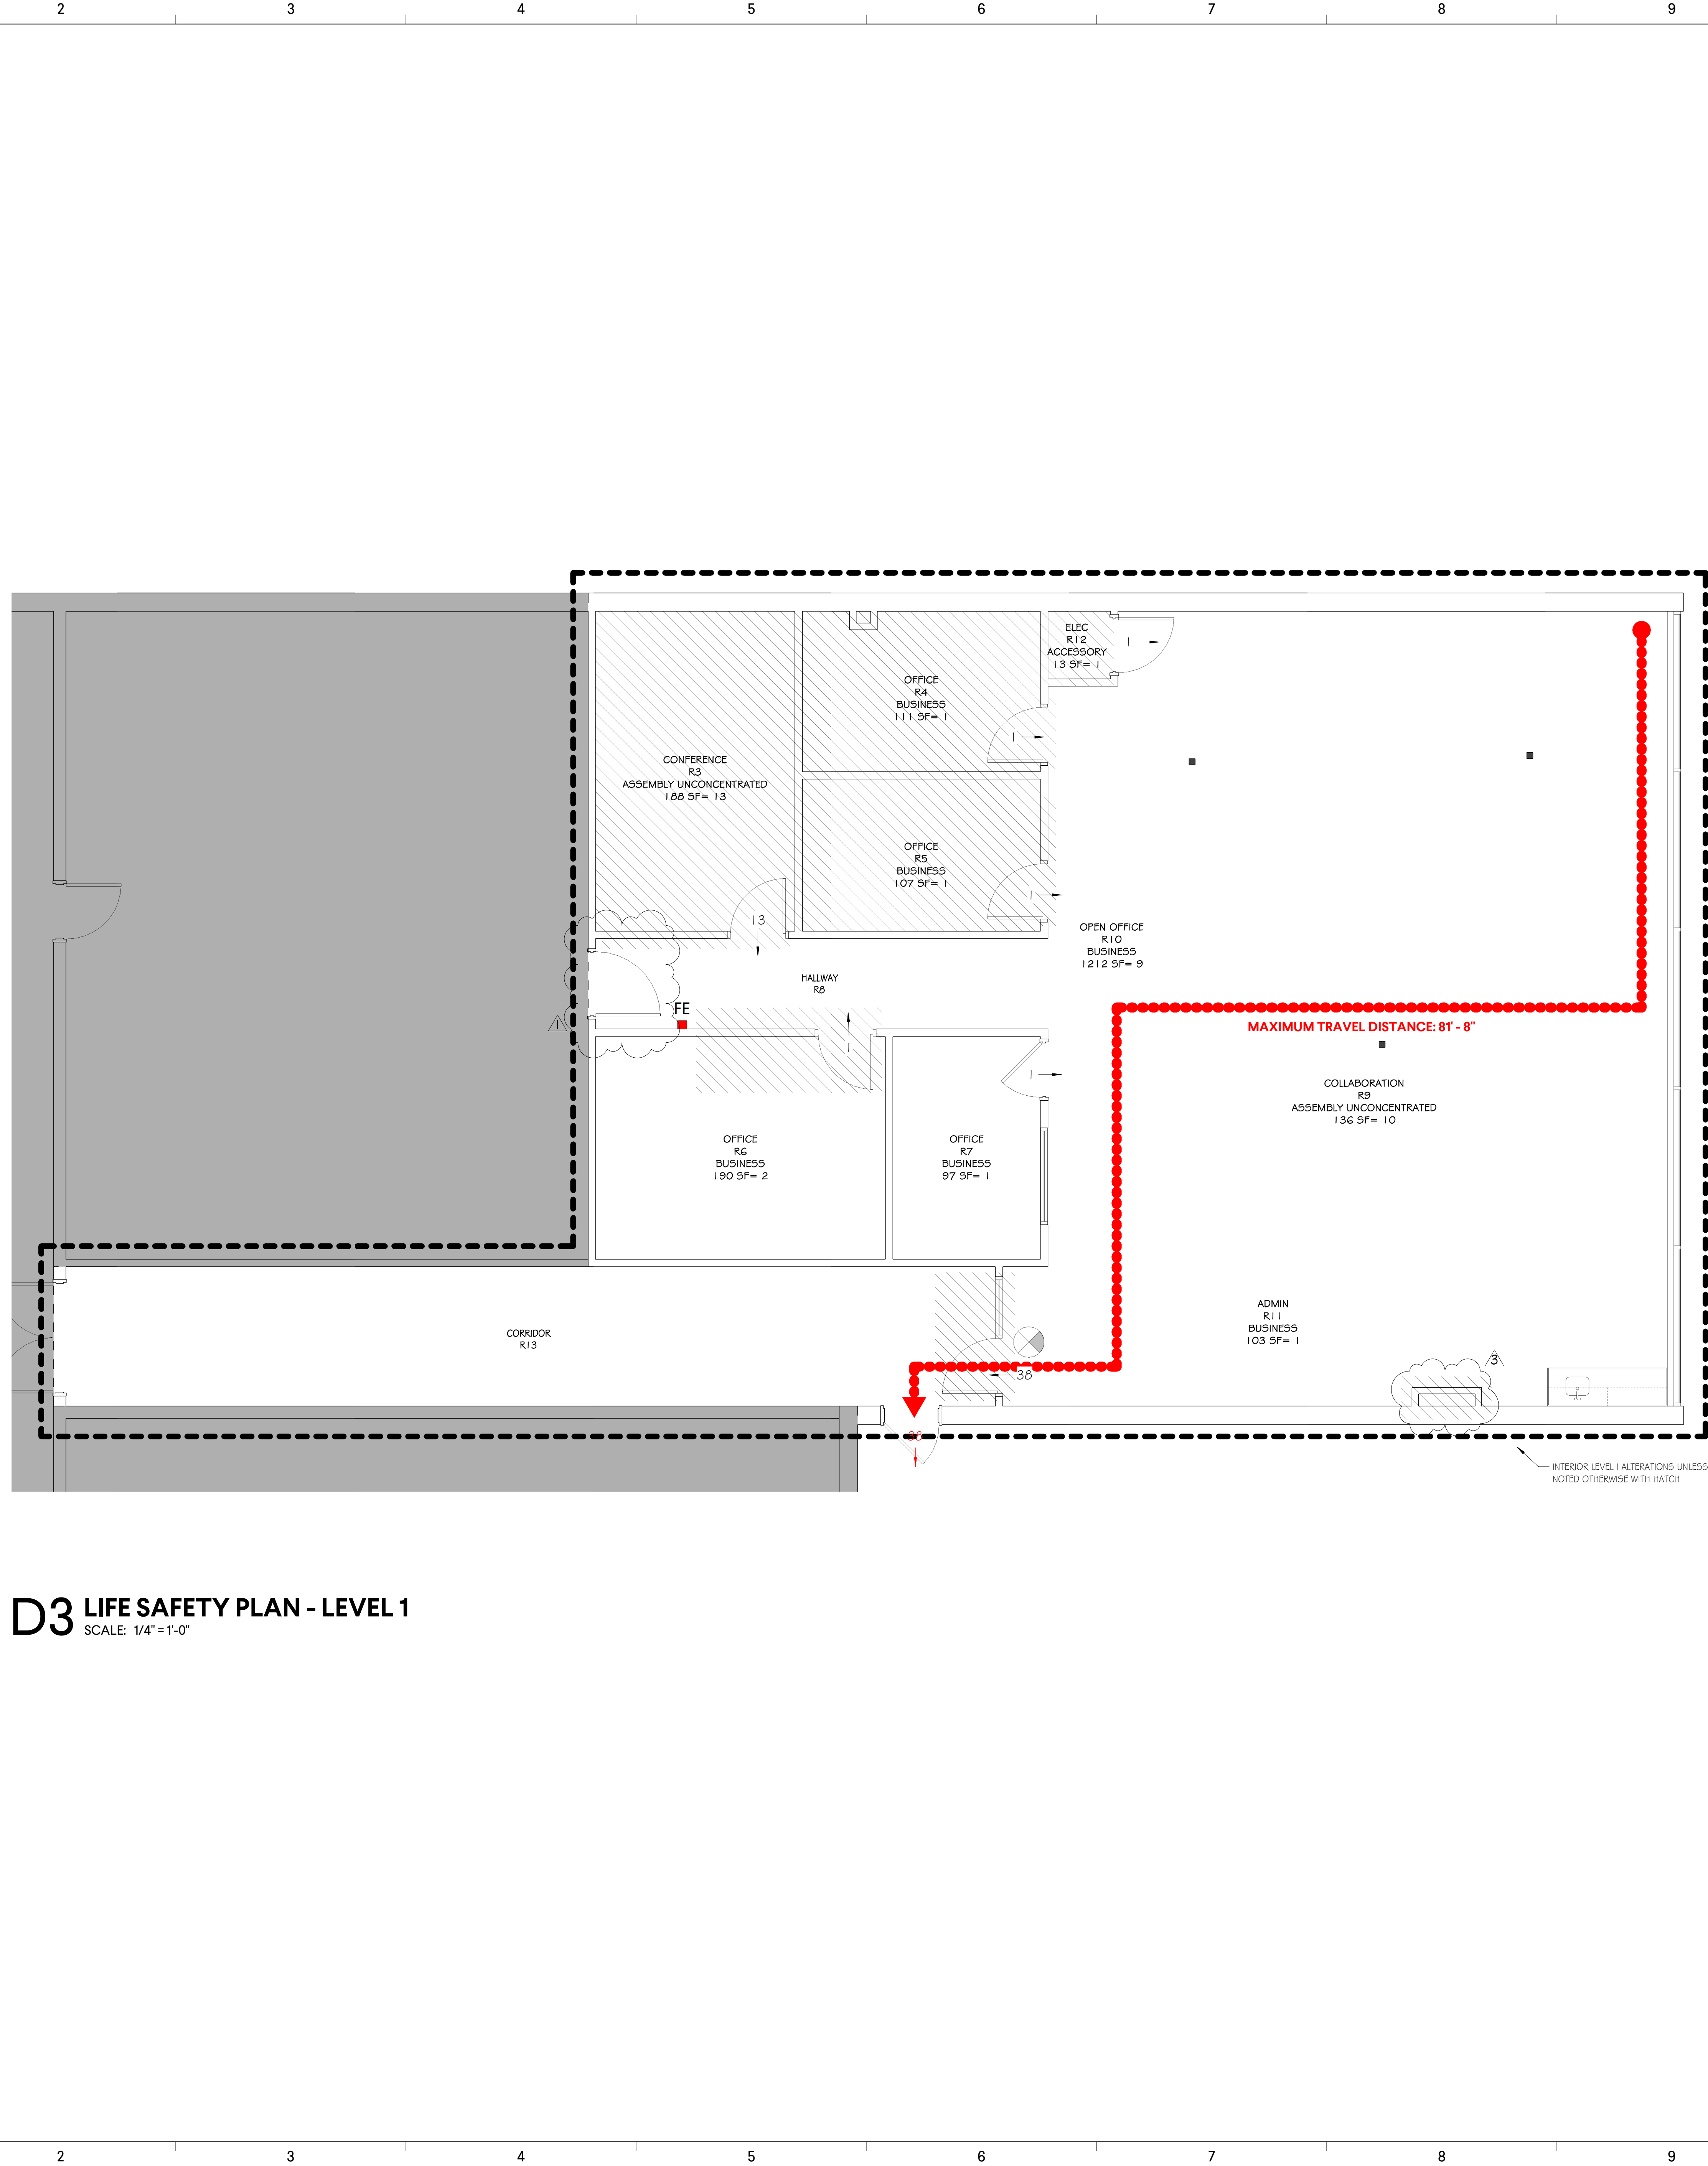 2 3 4 5 6 7 8 9
ELEC
R12
ACCESSORY
13 SF= 1
1
OFFICE
R4
BUSINESS
111 SF= 1
1
CONFERENCE
R3
ASSEMBLY UNCONCENTRATED
188 SF= 13
OFFICE
R5
BUSINESS
107 SF= 1
1
13
OPEN OFFICE
R10
BUSINESS
1212 SF= 9
HALLWAY
R8
FE
1
1
MAXIMUM TRAVEL DISTANCE: 81' - 8"
1
COLLABORATION
R9
ASSEMBLY UNCONCENTRATED
136 SF= 10
OFFICE
R6
BUSINESS
190 SF= 2
OFFICE
R7
BUSINESS
97 SF= 1
ADMIN
R11
BUSINESS
103 SF= 1
CORRIDOR
R13
3
38
38
INTERIOR LEVEL 1 ALTERATIONS UNLESS
NOTED OTHERWISE WITH HATCH
D3 LIFE SAFETY PLAN - LEVEL 1
SCALE: 1/4" = 1'-0"
2 3 4 5 6 7 8 9